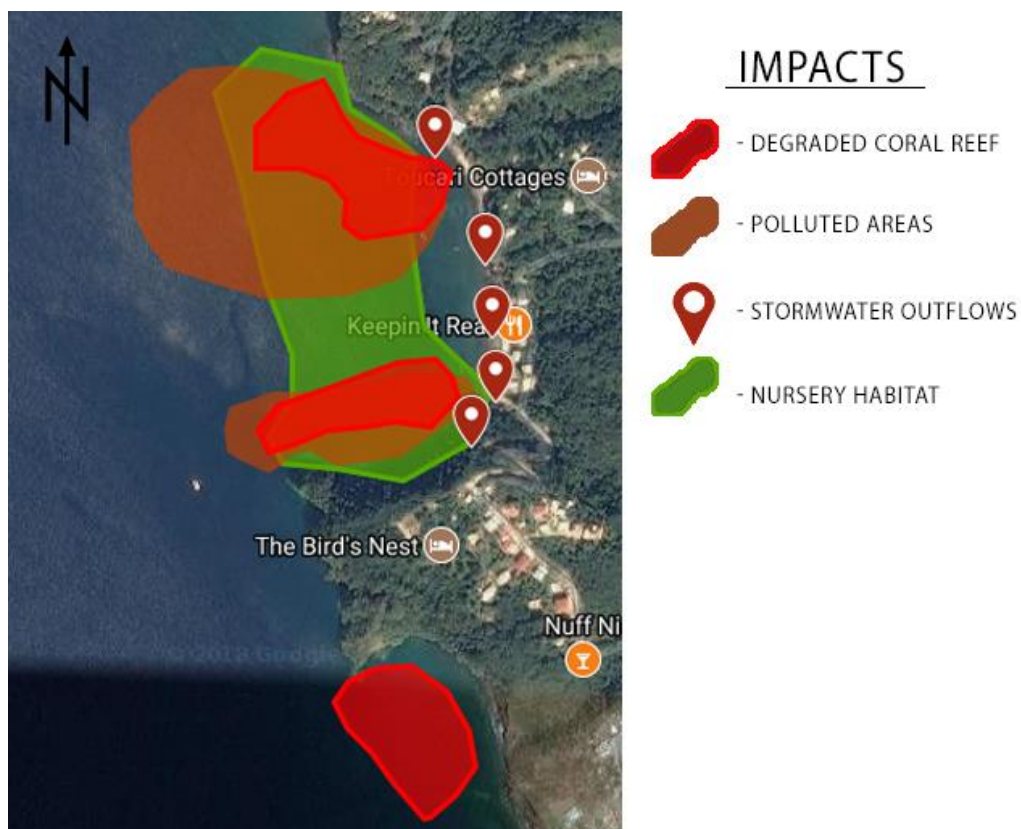 N
IMPACTS
- DEGRADED CORAL REEF
Toucari Cottages
- POLLUTED AREAS
- STORMWATER OUTFLOWS
Keepin It Rea
- NURSERY HABITAT
The Bird's Nest
Nuff Ni
© 2018 Google